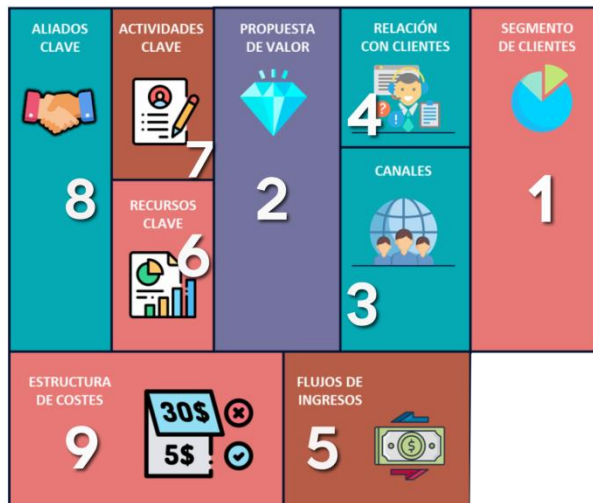 ALIADOS
CLAVE
8
ACTIVIDADES
CLAVE
7
RECURSOS
CLAVE
6
PROPUESTA
DE VALOR
2
RELACIÓN
CON CLIENTES
4
?
!
CANALES
3
SEGMENTO
DE CLIENTES
1
ESTRUCTURA
DE COSTES
9
30$
5$
FLUJOS DE
INGRESOS
5
$